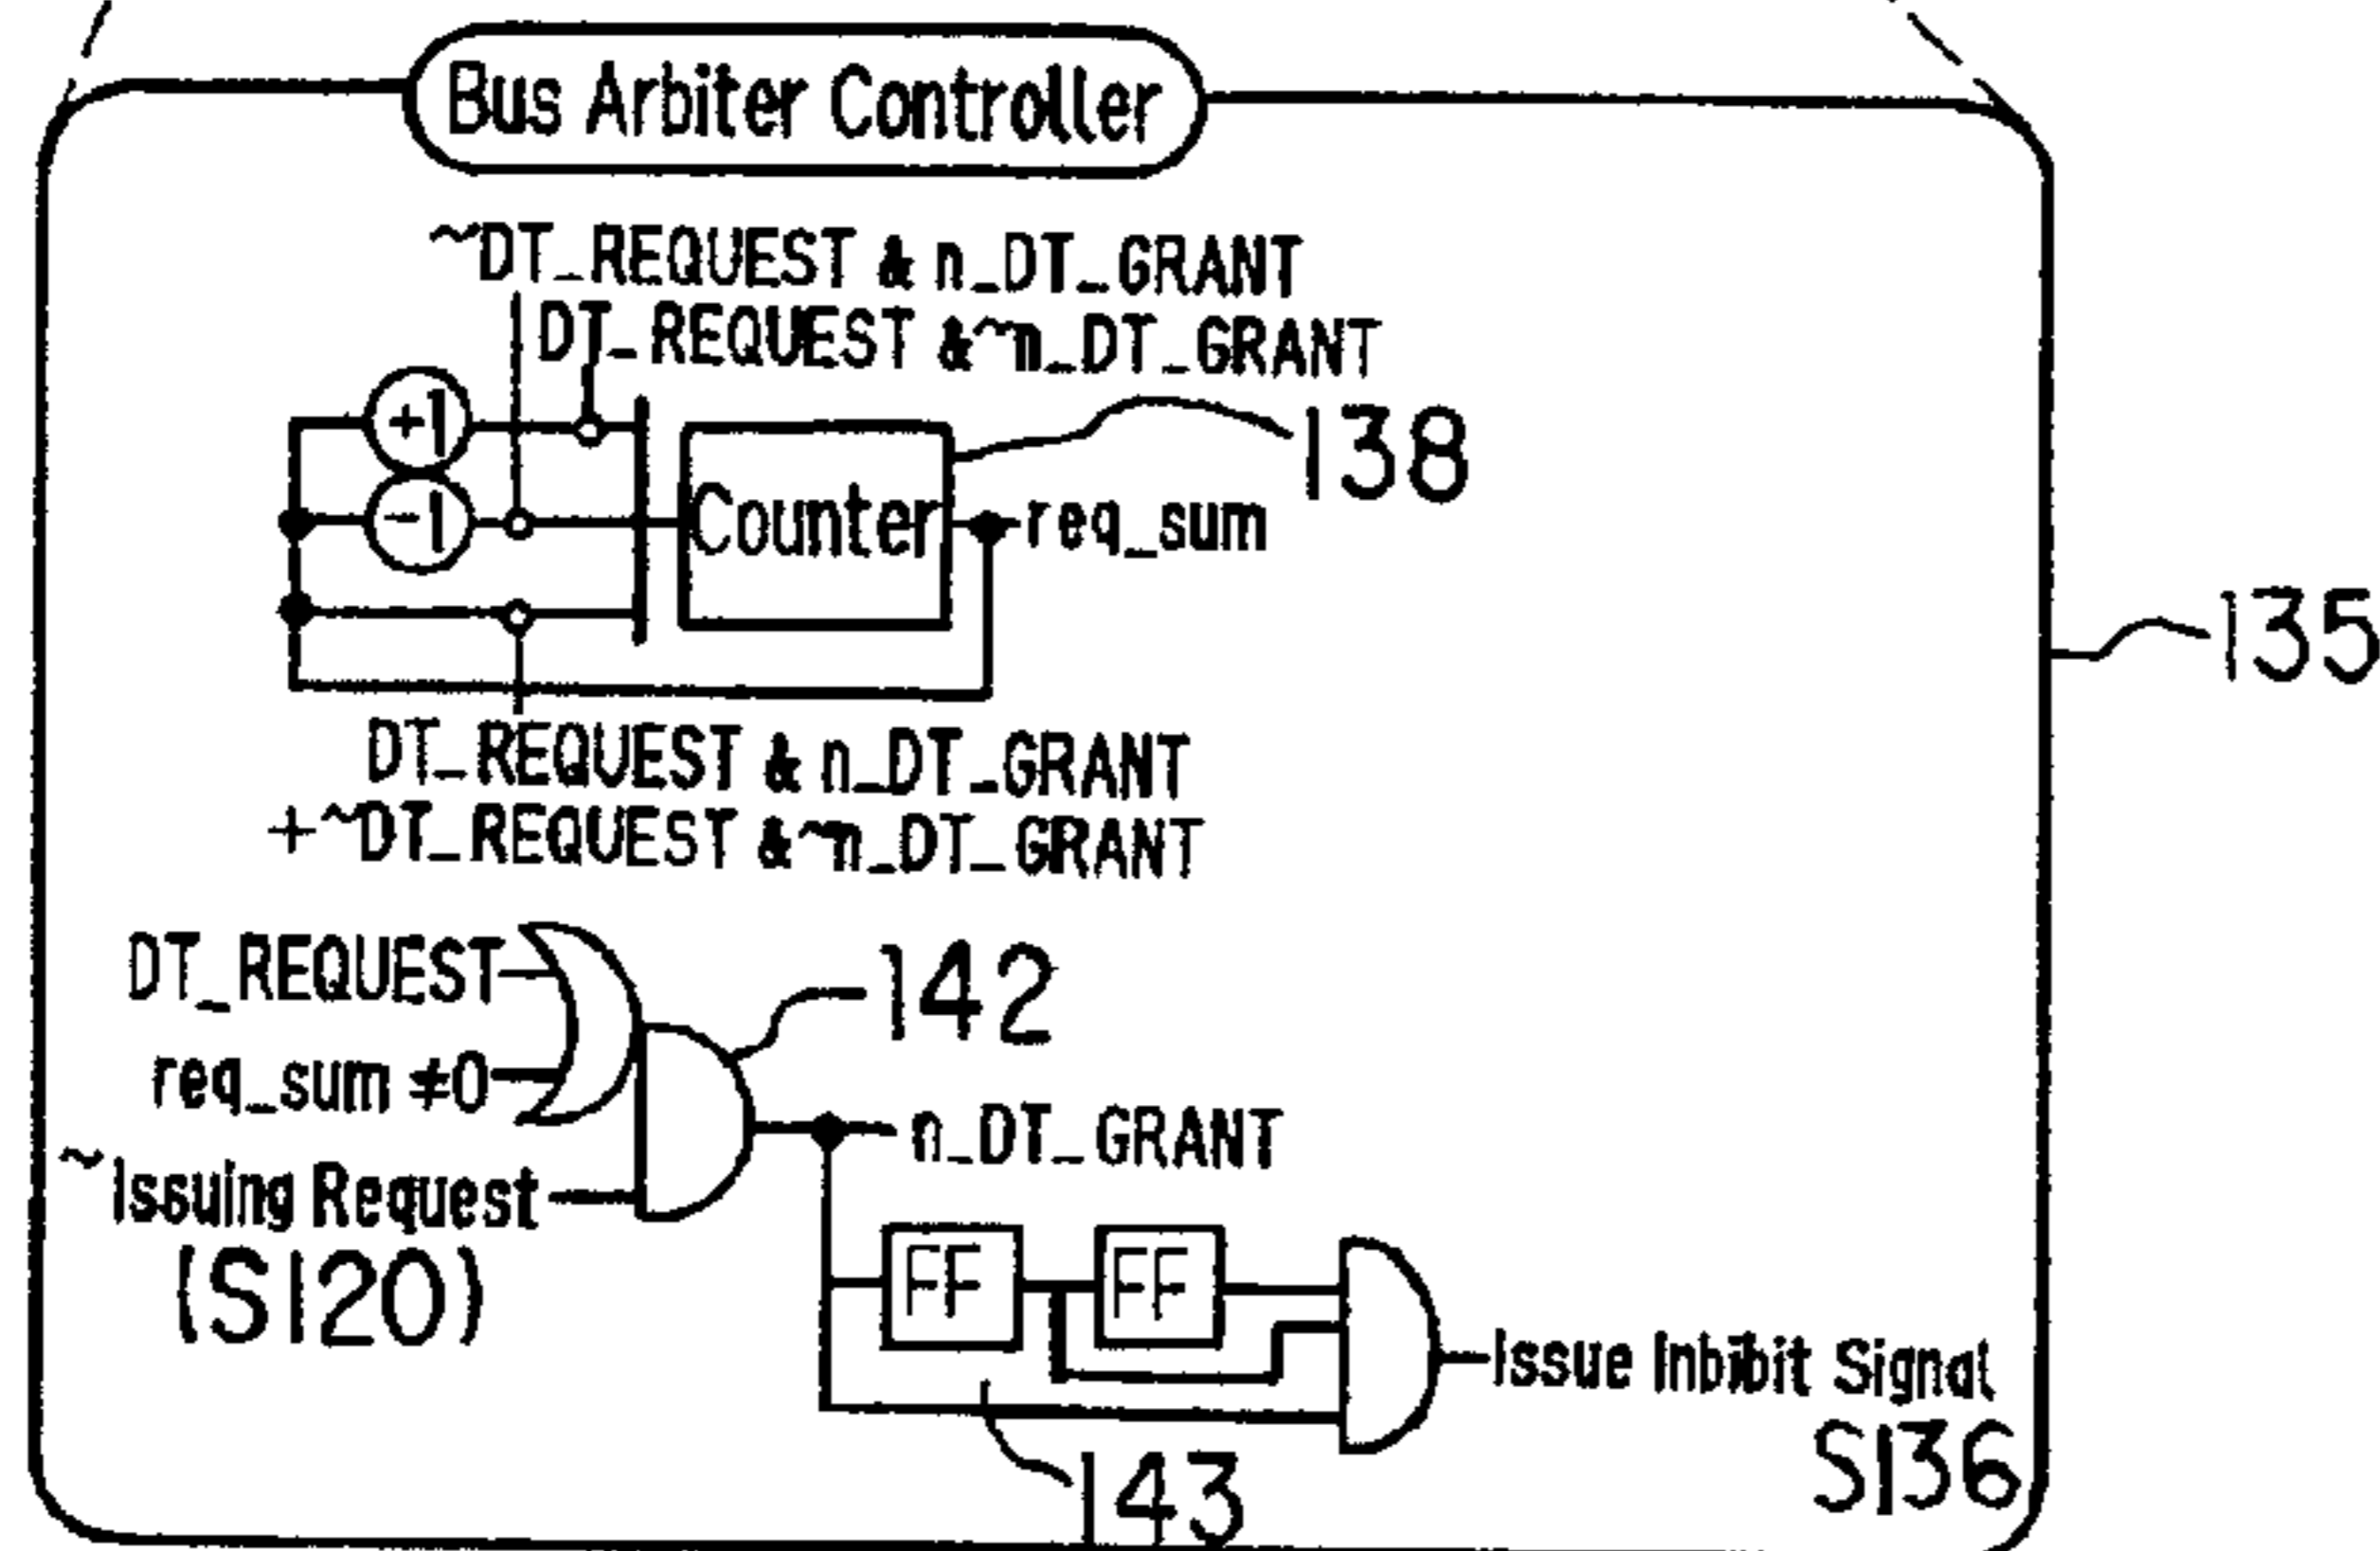 Bus Arbiter Controller
~DT_REQUEST & n_DT_GRANT
DT_REQUEST &~n_DT_GRANT
+1
138
-1
Counter
req_sum
135
DT_REQUEST & n_DT_GRANT
+~DT_REQUEST &~n_DT_GRANT
DT_REQUEST
142
req_sum ≠0
n_DT_GRANT
~Issuing Request
(S120)
FF
FF
Issue Inbibit Signal
S136
143